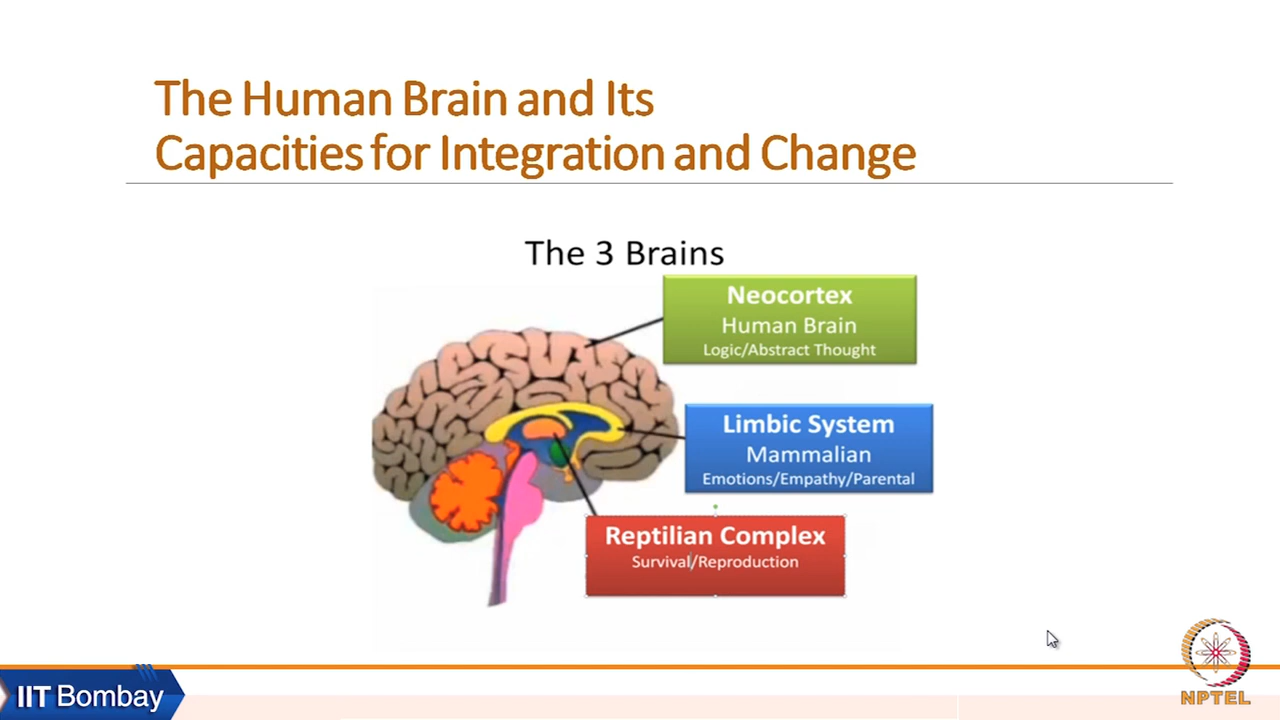 The Human Brain and Its
Capacities for Integration and Change
The 3 Brains
Neocortex
Human Brain
Logic/Abstract Thought
Limbic System
Mammalian
Emotions/Empathy/Parental
Reptilian Complex
Survival/Reproduction
IIT Bombay
NPTEL